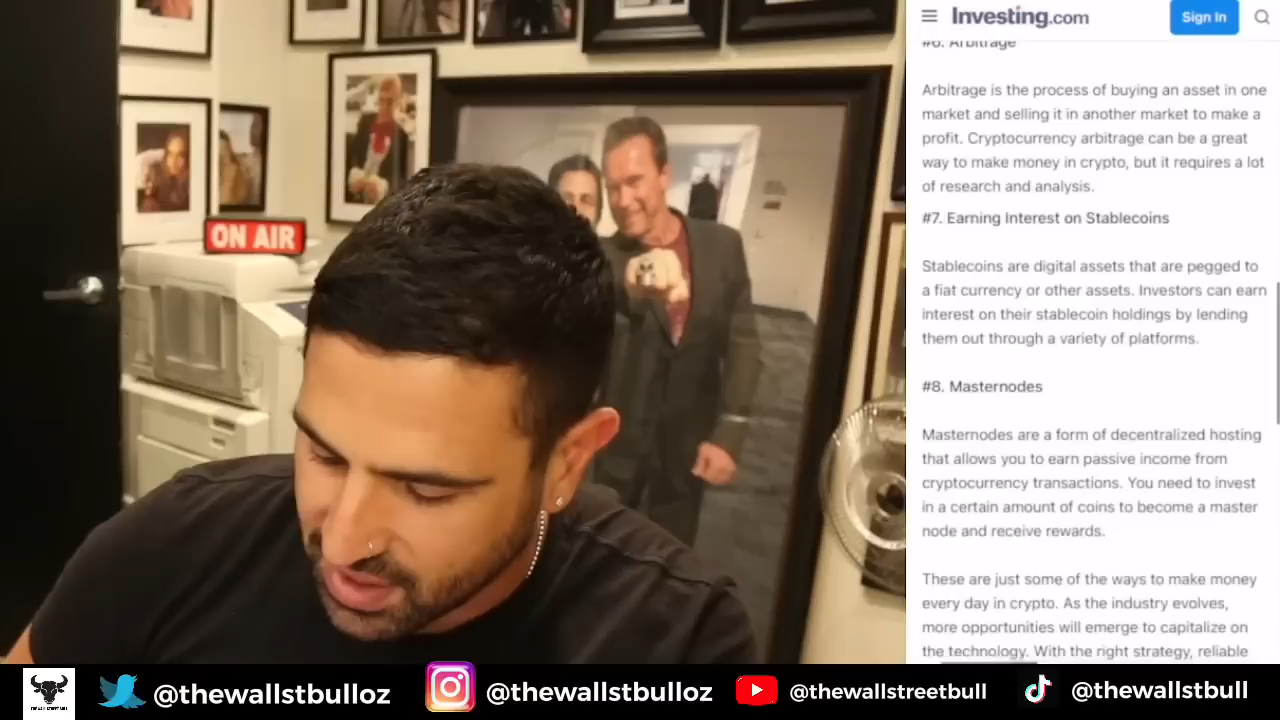 ON AIR
Investing.com
Sign In
#6. Arbitrage
Arbitrage is the process of buying an asset in one
market and selling it in another market to make a
profit. Cryptocurrency arbitrage can be a great
way to make money in crypto, but it requires a lot
of research and analysis.
#7. Earning Interest on Stablecoins
Stablecoins are digital assets that are pegged to
a fiat currency or other assets. Investors can earn
interest on their stablecoin holdings by lending
them out through a variety of platforms.
#8. Masternodes
Masternodes are a form of decentralized hosting
that allows you to earn passive income from
cryptocurrency transactions. You need to invest
in a certain amount of coins to become a master
node and receive rewards.
These are just some of the ways to make money
every day in crypto. As the industry evolves,
more opportunities will emerge to capitalize on
the technology. With the right strategy, reliable
@thewallstbulloz
@thewallstbulloz
@thewallstreetbull
@thewallstbull